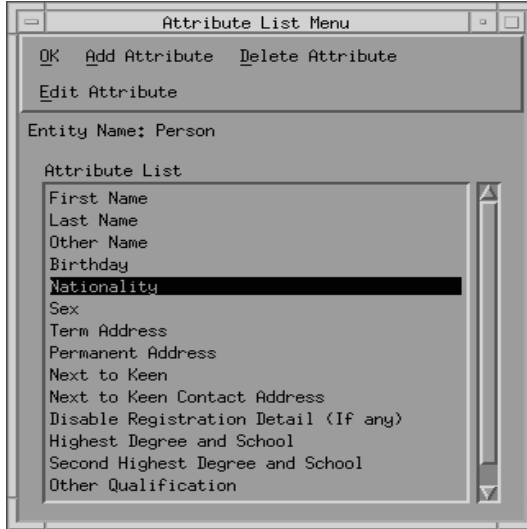 Attribute List Menu
OK Add Attribute Delete Attribute
Edit Attribute
Entity Name: Person
Attribute List
First Name
Last Name
Other Name
Birthday
Nationality
Sex
Term Address
Permanent Address
Next to Keen
Next to Keen Contact Address
Disable Registration Detail (If any)
Highest Degree and School
Second Highest Degree and School
Other Qualification